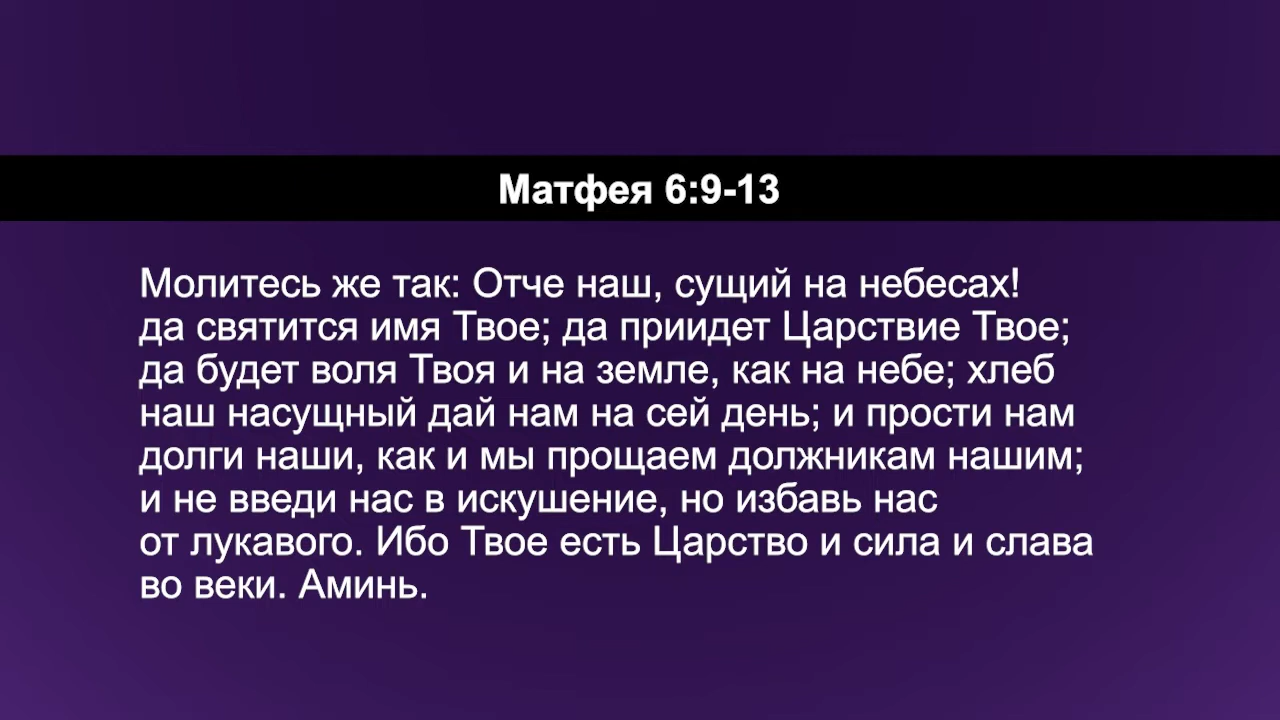 Матфея 6:9-13
Молитесь же так: Отче наш, сущий на небесах!
да святится имя Твое; да приидет Царствие Твое;
да будет воля Твоя и на земле, как на небе; хлеб
наш насущный дай нам на сей день; и прости нам
долги наши, как и мы прощаем должникам нашим;
и не введи нас в искушение, но избавь нас
от лукавого. Ибо Твое есть Царство и сила и слава
во веки. Аминь.